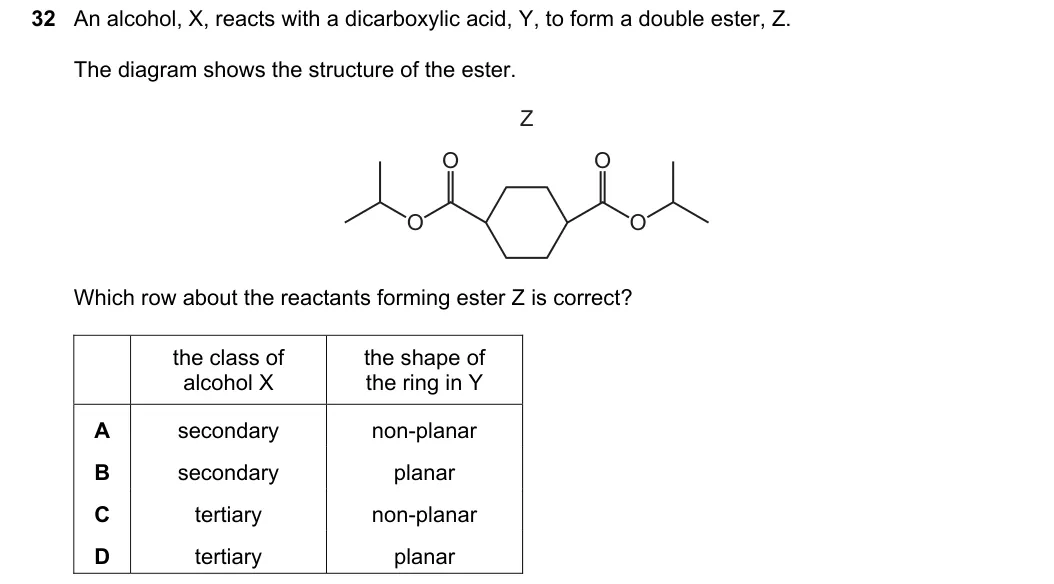 32 An alcohol, X, reacts with a dicarboxylic acid, Y, to form a double ester, Z.
The diagram shows the structure of the ester.
Z
O O
O O
Which row about the reactants forming ester Z is correct?
the class of the shape of
alcohol X the ring in Y
A secondary non-planar
B secondary planar
C tertiary non-planar
D tertiary planar